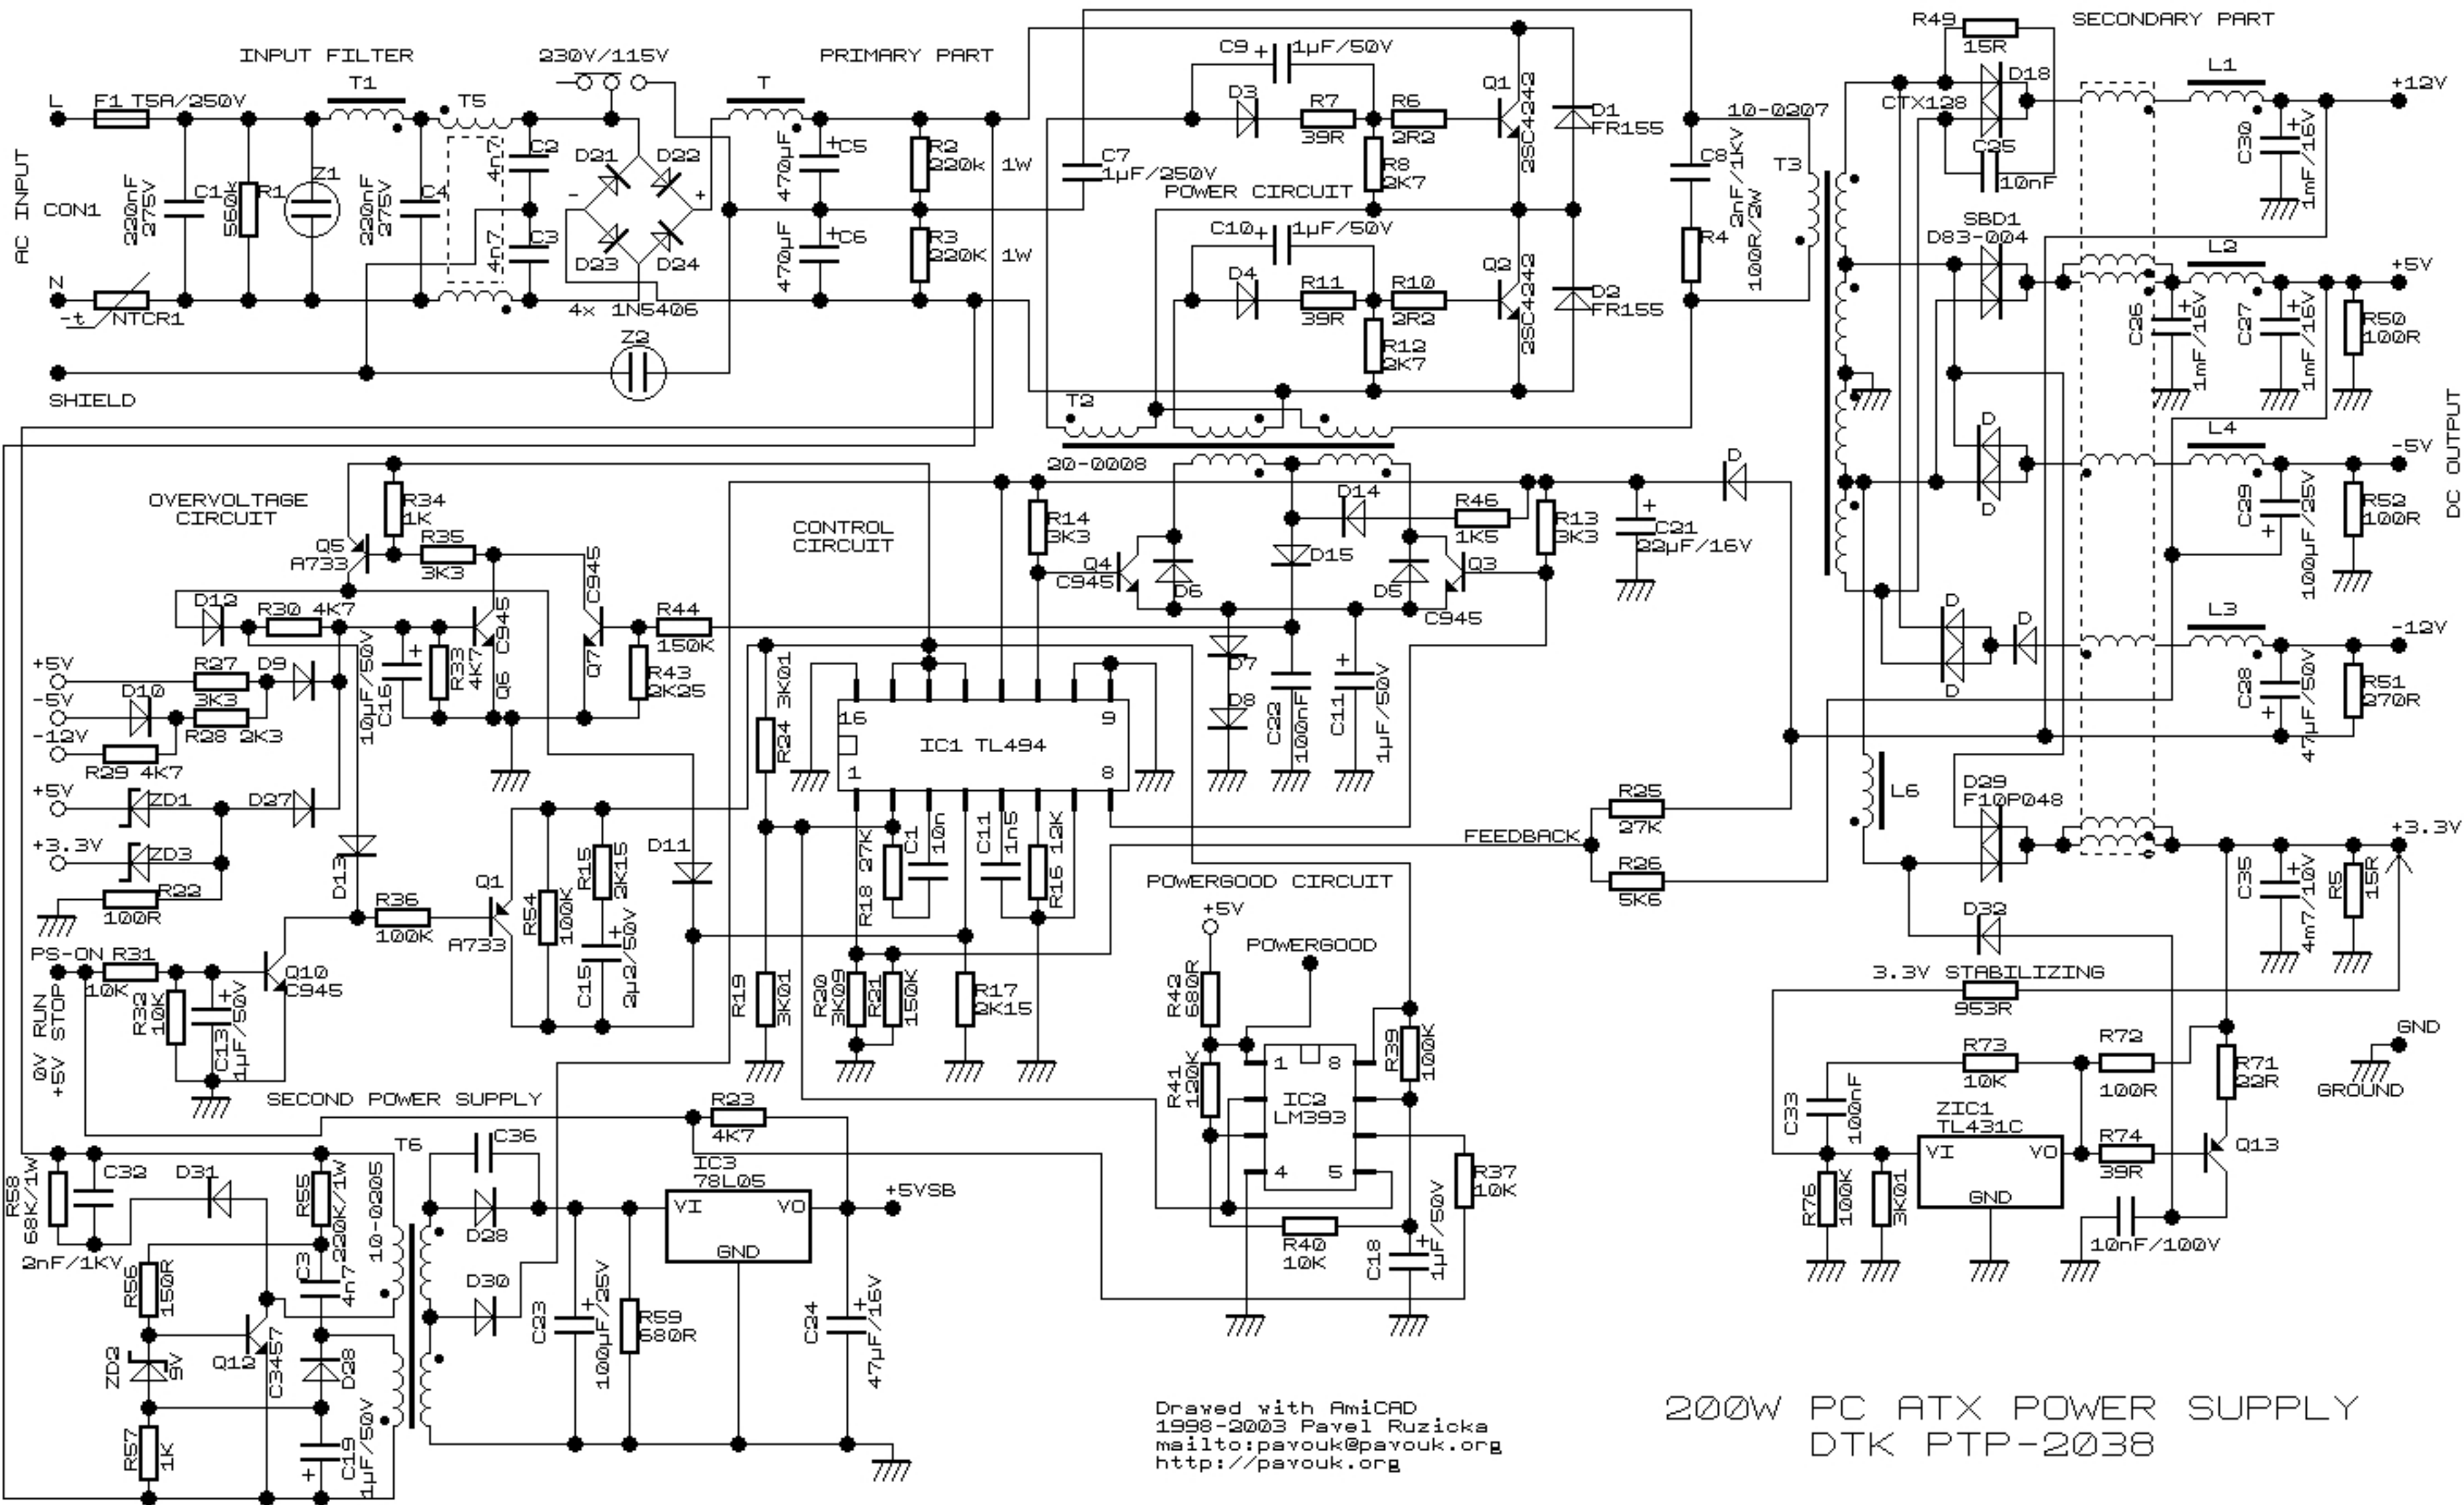 INPUT FILTER
230V/115V
PRIMARY PART
SECONDARY PART
L
F1 T5A/250V
T1
T5
T
AC INPUT
CON1
220nF
275V
C1
560k
R1
Z1
220nF
275V
C4
4n7
C2
4n7
C3
D21
D22
D23
D24
-
+
4x 1N5406
N
-t
NTCR1
SHIELD
Z2
470µF
+
C5
470µF
+
C6
R2
220k 1W
R3
220K 1W
C7
1µF/250V
POWER CIRCUIT
C9
+
1µF/50V
D3
R7
39R
R6
2R2
R8
2K7
Q1
2SC4242
D1
FR155
C10
+
1µF/50V
D4
R11
39R
R10
2R2
R12
2K7
Q2
2SC4242
D2
FR155
C8
2nF/1KV
R4
100R/2W
10-0207
T3
T2
20-0008
R49
15R
D18
CTX128
C25
10nF
SBD1
D83-004
L1
+12V
C30
+
1mF/16V
L2
+5V
C26
+
1mF/16V
C27
+
1mF/16V
R50
100R
L4
-5V
C29
+
100µF/25V
R52
100R
L3
-12V
C28
+
47µF/50V
R51
270R
DC OUTPUT
D
D
D
D
D
L6
D29
F10P048
+3.3V
C35
+
4m7/10V
R5
15R
D32
3.3V STABILIZING
953R
R73
10K
R72
100R
R71
22R
C33
100nF
ZIC1
TL431C
VI
VO
GND
R74
39R
Q13
R76
100K
3K01
10nF/100V
GND
GROUND
OVERVOLTAGE
CIRCUIT
R34
1K
Q5
A733
R35
3K3
D12
R30 4K7
C945
Q6
C945
Q7
R44
150K
R43
2K25
+5V
R27
3K3
D9
-5V
D10
R28 2K3
-12V
R29 4K7
10µF/50V
C16
+
R33
4K7
+5V
ZD1
D27
+3.3V
ZD3
R22
100R
D13
R36
100K
Q1
A733
R54
100K
R15
2K15
C15
+
2µ2/50V
D11
PS-ON
R31
10K
0V RUN
+5V STOP
R32
10K
C13
+
1µF/50V
Q10
C945
CONTROL
CIRCUIT
R14
3K3
Q4
C945
D6
D14
D15
R46
1K5
D5
Q3
C945
R13
3K3
+
C21
22µF/16V
D
D7
D8
C22
100nF
C11
+
1µF/50V
R24
3K01
16
9
IC1 TL494
1
8
R18
27K
C1
10n
C11
1n5
R16
12K
R19
3K01
R20
3K09
R21
150K
R17
2K15
FEEDBACK
R25
27K
R26
5K6
POWERGOOD CIRCUIT
+5V
POWERGOOD
R42
680R
R41
120K
1
8
IC2
LM393
4
5
R39
100K
R37
10K
R40
10K
C18
+
1µF/50V
SECOND POWER SUPPLY
R58
68K/1W
C32
2nF/1KV
D31
R55
220K/1W
T6
10-0205
R56
150R
C3
4n7
ZD2
9V
Q12
C3457
D28
R57
1K
C19
+
1µF/50V
C36
D28
D30
R23
4K7
IC3
78L05
VI
VO
GND
+5VSB
C23
+
100µF/25V
R59
680R
C24
+
47µF/16V
Drawed with AmiCAD
1998-2003 Pavel Ruzicka
mailto:pavouk@pavouk.org
http://pavouk.org
200W PC ATX POWER SUPPLY
DTK PTP-2038